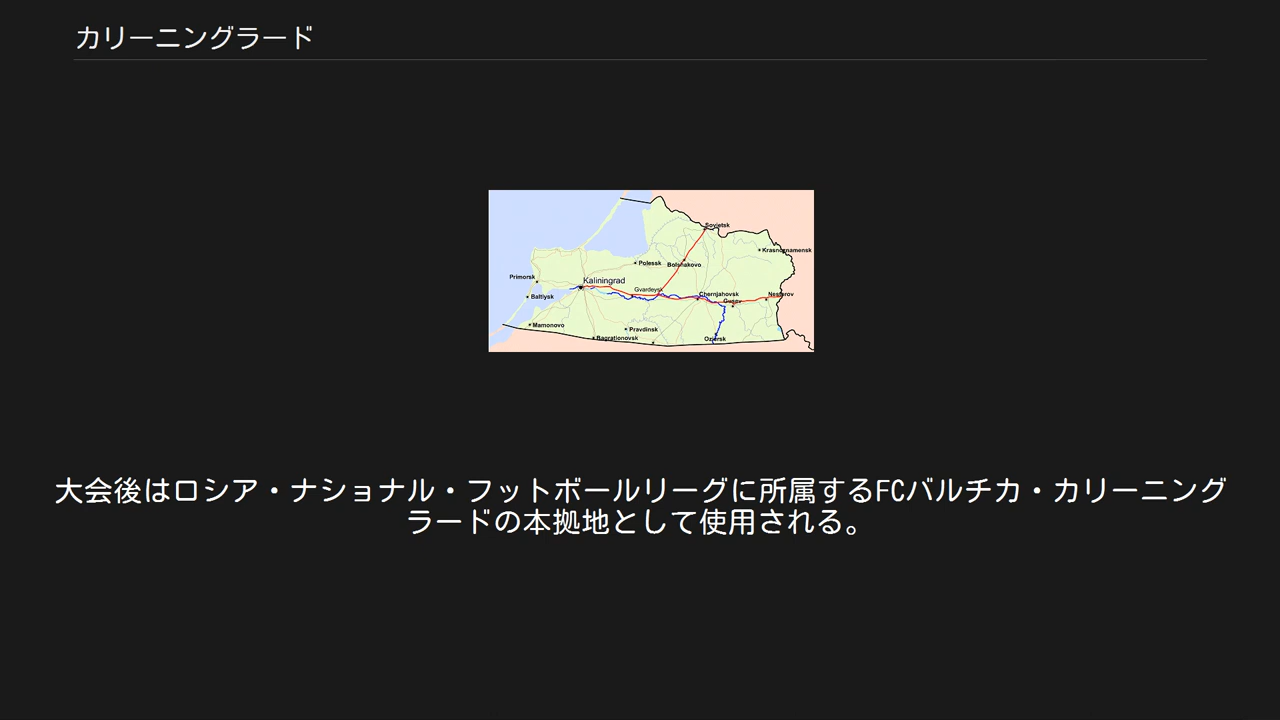 カリーニングラード
Sovjetsk
Krasnoznamensk
Polessk
Bolshakovo
Primorsk
Kaliningrad
Gvardeysk
Baltiysk
Chernjahovsk
Nesterov
Gusev
Mamonovo
Pravdinsk
Bagrationovsk
Ozjorsk
大会後はロシア・ナショナル・フットボールリーグに所属するFCバルチカ・カリーニング
ラードの本拠地として使用される。